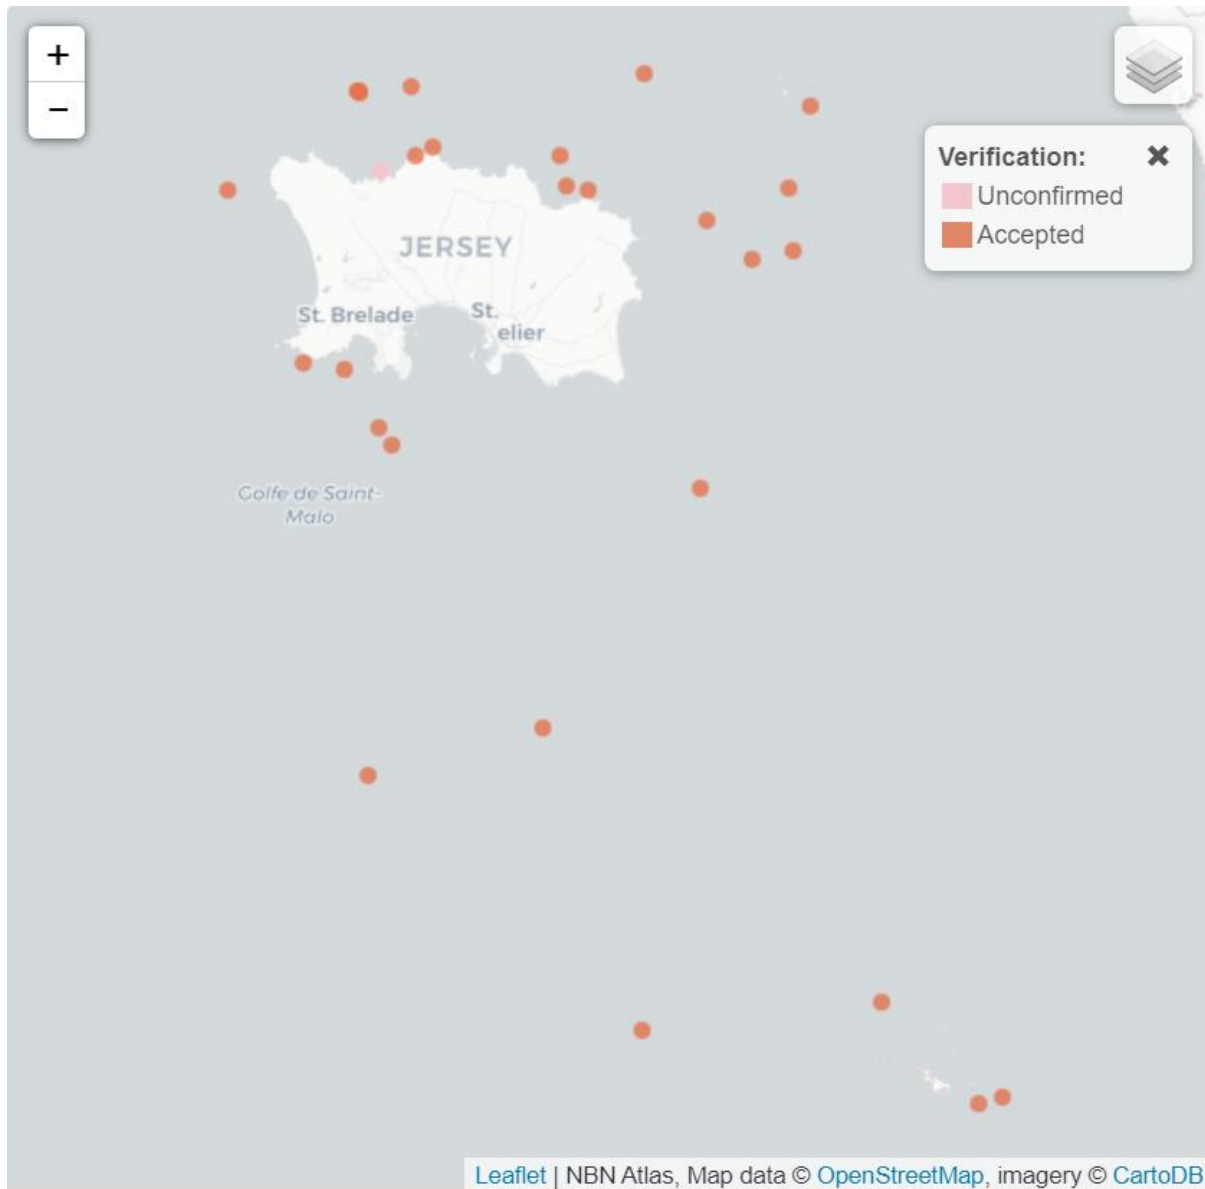 +
−
Verification: ✖
Unconfirmed
Accepted
JERSEY
St. Brelade
St.
elier
Golfe de Saint-
Malo
Leaflet | NBN Atlas, Map data © OpenStreetMap, imagery © CartoDB